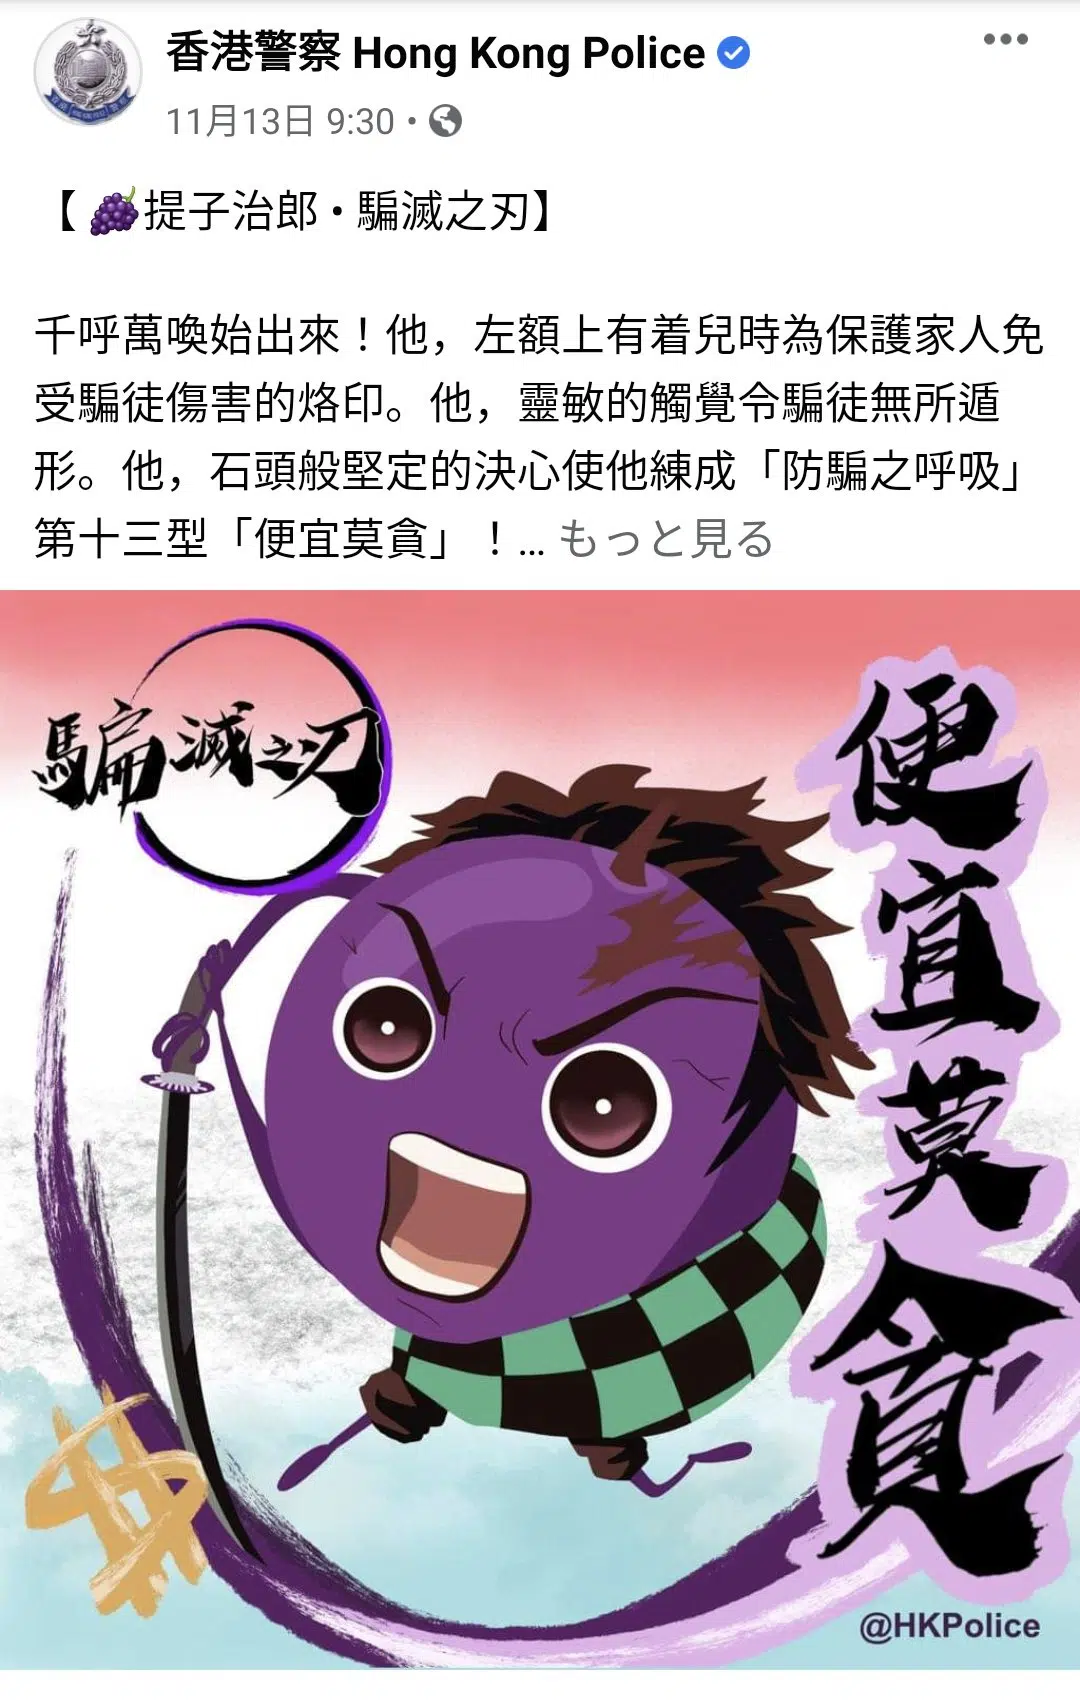 香港警察 Hong Kong Police
11月13日 9:30
【🍇提子治郎·騙滅之刃】
千呼萬喚始出來！他，左額上有着兒時為保護家人免
受騙徒傷害的烙印。他，靈敏的觸覺令騙徒無所遁
形。他，石頭般堅定的決心使他練成「防騙之呼吸」
第十三型「便宜莫貪」！... もっと見る
騙滅之刃
便宜莫貪
@HKPolice